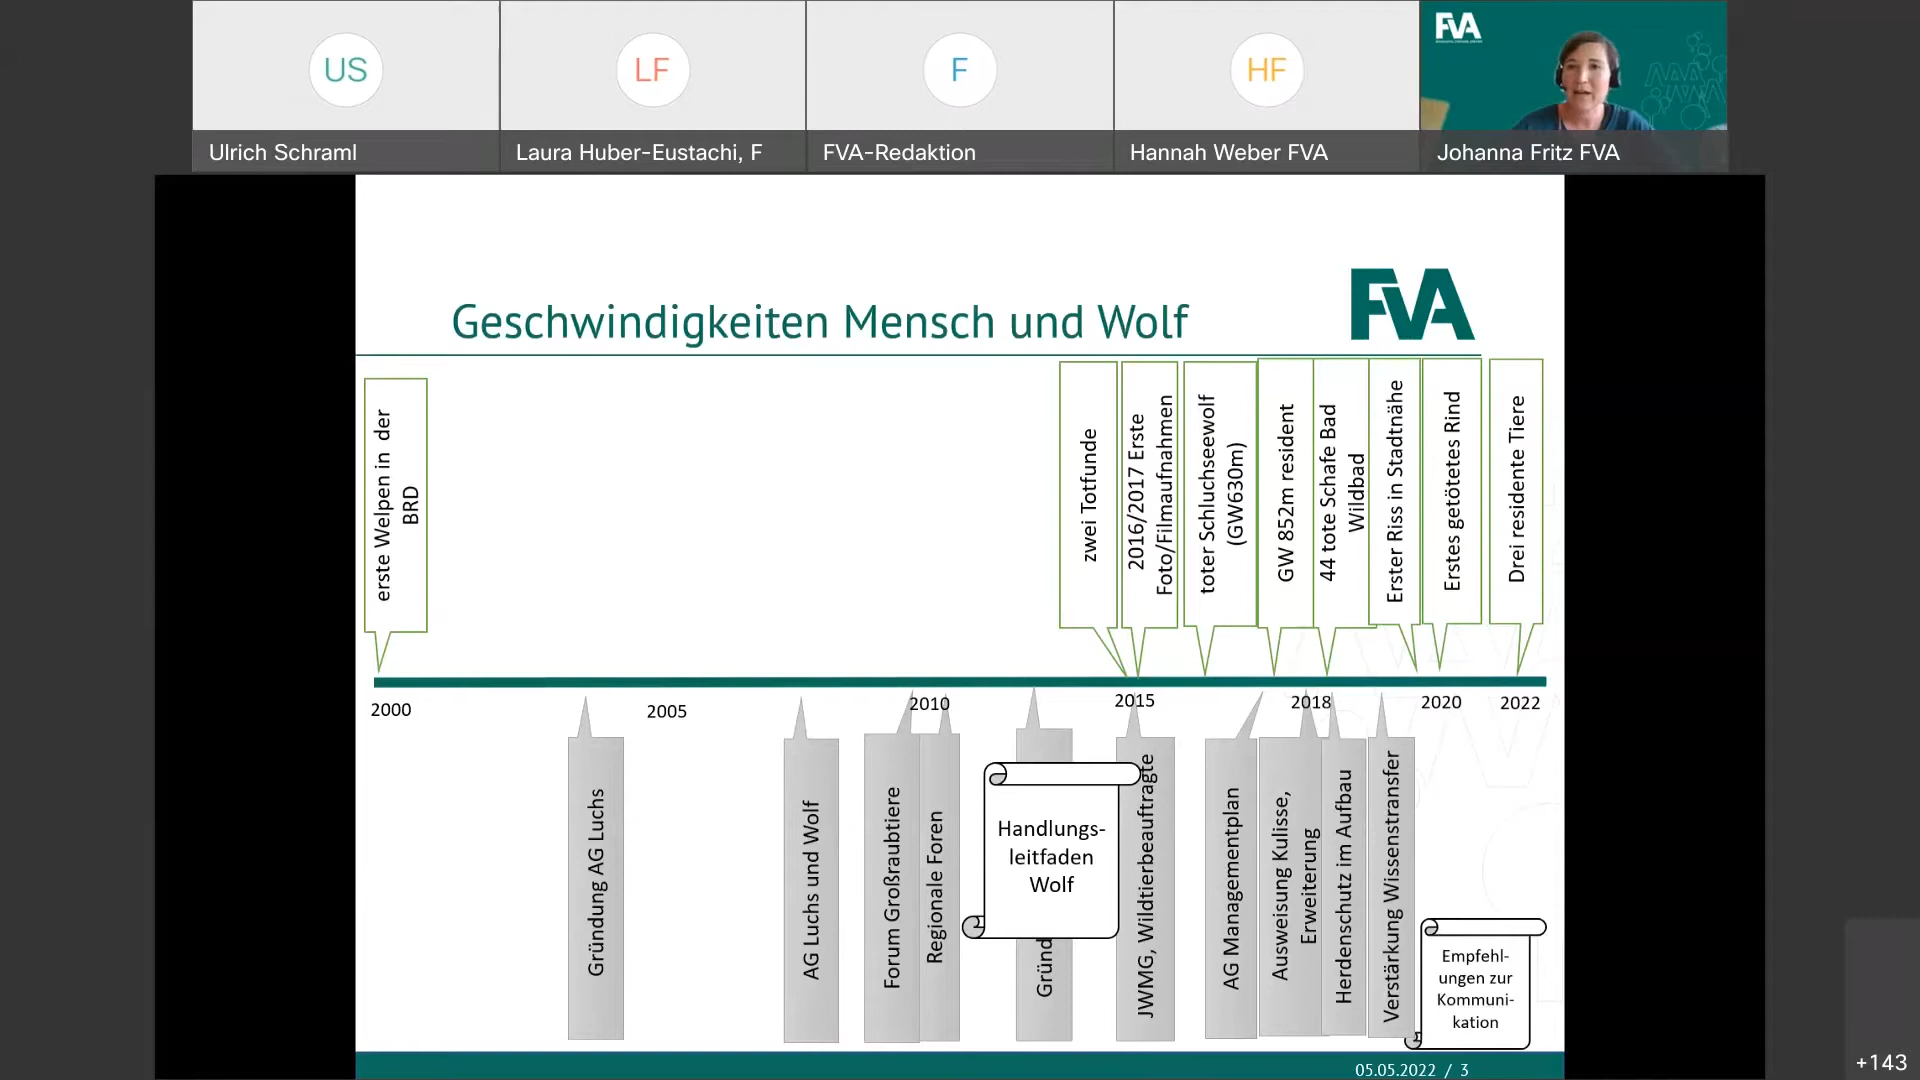 US
LF
F
HF
FVA
Ulrich Schraml
Laura Huber-Eustachi, F
FVA-Redaktion
Hannah Weber FVA
Johanna Fritz FVA
Geschwindigkeiten Mensch und Wolf
FVA
erste Welpen in der
BRD
zwei Totfunde
2016/2017 Erste
Foto/Filmaufnahmen
toter Schluchseewolf
(GW630m)
GW 852m resident
44 tote Schafe Bad
Wildbad
Erster Riss in Stadtnähe
Erstes getötetes Rind
Drei residente Tiere
2000
2005
2010
2015
2018
2020
2022
Gründung AG Luchs
AG Luchs und Wolf
Forum Großraubtiere
Regionale Foren
Gründ
Handlungs-
leitfaden
Wolf
JWMG, Wildtierbeauftragte
AG Managementplan
Ausweisung Kulisse,
Erweiterung
Herdenschutz im Aufbau
Verstärkung Wissenstransfer
Empfehl-
ungen zur
Kommuni-
kation
05.05.2022 / 3
+143